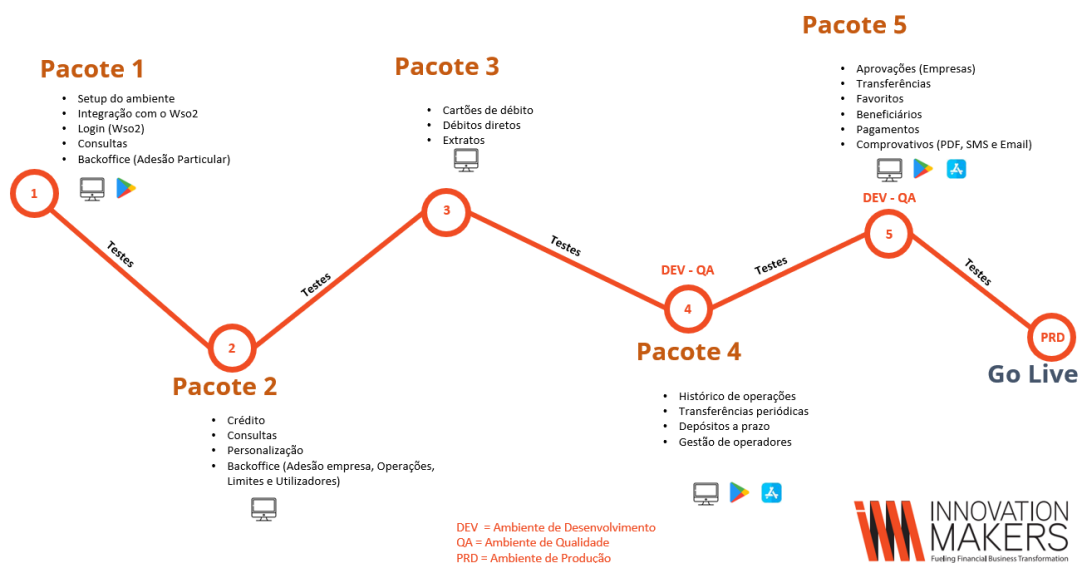 Pacote 1
• Setup do ambiente
• Integração com o Wso2
• Login (Wso2)
• Consultas
• Backoffice (Adesão Particular)
1
Testes
2
Pacote 2
• Crédito
• Consultas
• Personalização
• Backoffice (Adesão empresa, Operações,
Limites e Utilizadores)
Testes
Pacote 3
• Cartões de débito
• Débitos diretos
• Extratos
3
Testes
DEV - QA
4
Pacote 4
• Histórico de operações
• Transferências periódicas
• Depósitos a prazo
• Gestão de operadores
Testes
Pacote 5
• Aprovações (Empresas)
• Transferências
• Favoritos
• Beneficiários
• Pagamentos
• Comprovativos (PDF, SMS e Email)
DEV - QA
5
Testes
PRD
Go Live
DEV = Ambiente de Desenvolvimento
QA = Ambiente de Qualidade
PRD = Ambiente de Produção
INNOVATION
MAKERS
Fueling Financial Business Transformation